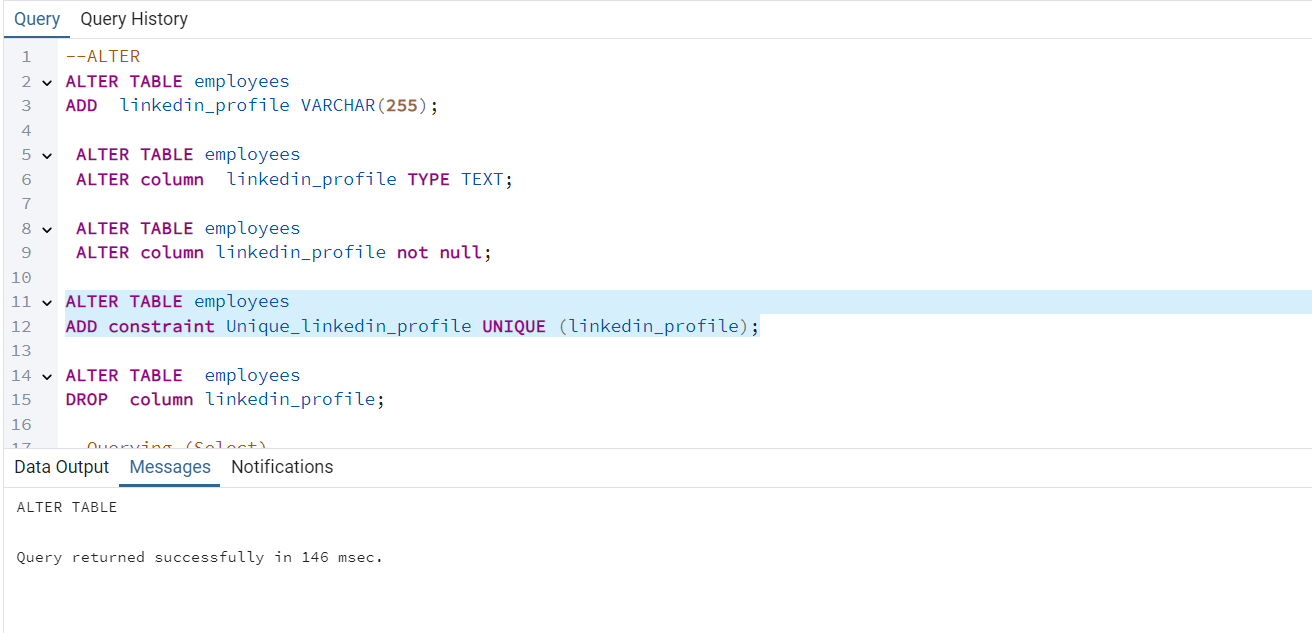 Query Query History
1 --ALTER
2 ALTER TABLE employees
3 ADD  linkedin_profile VARCHAR(255);
4
5  ALTER TABLE employees
6  ALTER column  linkedin_profile TYPE TEXT;
7
8  ALTER TABLE employees
9  ALTER column linkedin_profile not null;
10
11 ALTER TABLE employees
12 ADD constraint Unique_linkedin_profile UNIQUE (linkedin_profile);
13
14 ALTER TABLE  employees
15 DROP  column linkedin_profile;
16
17 Querying (Select)
Data Output Messages Notifications
ALTER TABLE
Query returned successfully in 146 msec.